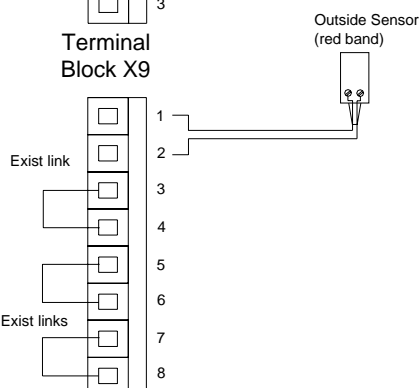 3
Outside Sensor
(red band)
Terminal
Block X9
1
2
Exist link
3
4
5
6
Exist links
7
8